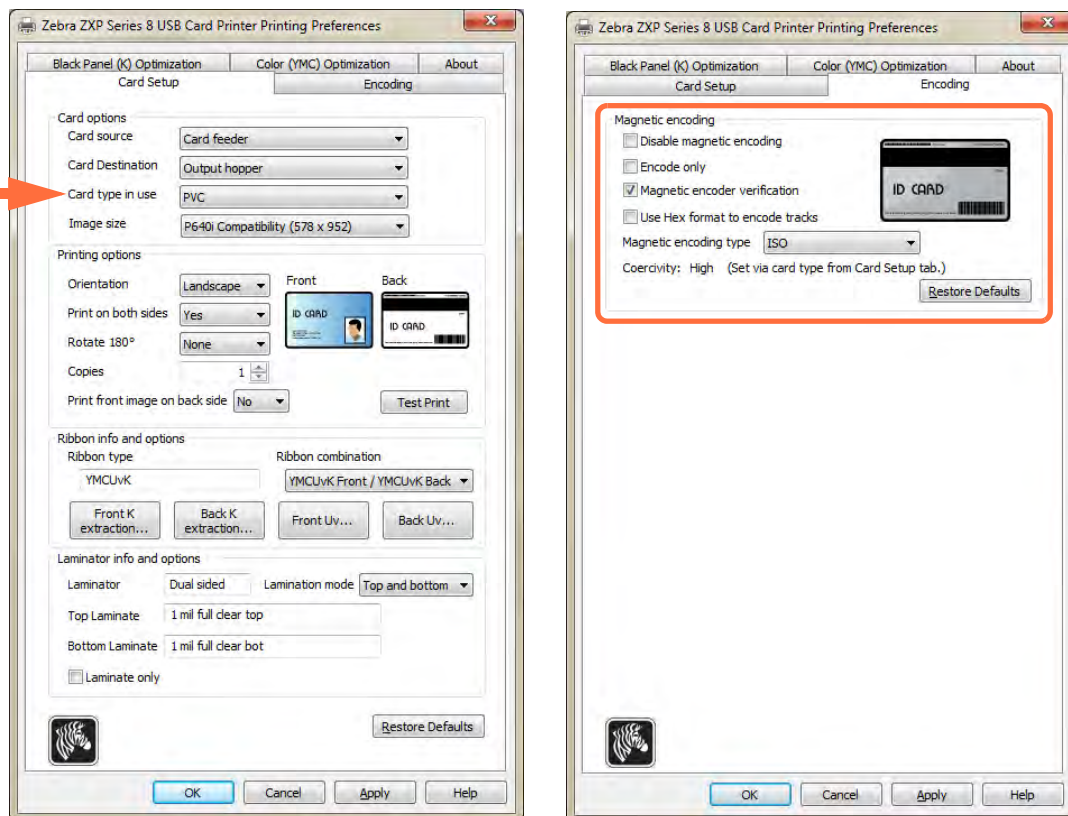 Zebra ZXP Series 8 USB Card Printer Printing Preferences
Black Panel (K) Optimization
Color (YMC) Optimization
About
Card Setup
Encoding
Card options
Card source
Card feeder
Card Destination
Output hopper
Card type in use
PVC
Image size
P640i Compatibility (578 x 952)
Printing options
Orientation
Landscape
Front
Back
Print on both sides
Yes
ID CARD
ID CARD
Rotate 180°
None
Copies
1
Print front image on back side
No
Test Print
Ribbon info and options
Ribbon type
Ribbon combination
YMCUvK
YMCUvK Front / YMCUvK Back
Front K
extraction...
Back K
extraction...
Front Uv...
Back Uv...
Laminator info and options
Laminator
Dual sided
Lamination mode
Top and bottom
Top Laminate
1 mil full clear top
Bottom Laminate
1 mil full clear bot
Laminate only
Restore Defaults
OK
Cancel
Apply
Help
Zebra ZXP Series 8 USB Card Printer Printing Preferences
Black Panel (K) Optimization
Color (YMC) Optimization
About
Card Setup
Encoding
Magnetic encoding
Disable magnetic encoding
Encode only
Magnetic encoder verification
ID CARD
Use Hex format to encode tracks
Magnetic encoding type
ISO
Coercivity: High (Set via card type from Card Setup tab.)
Restore Defaults
OK
Cancel
Apply
Help